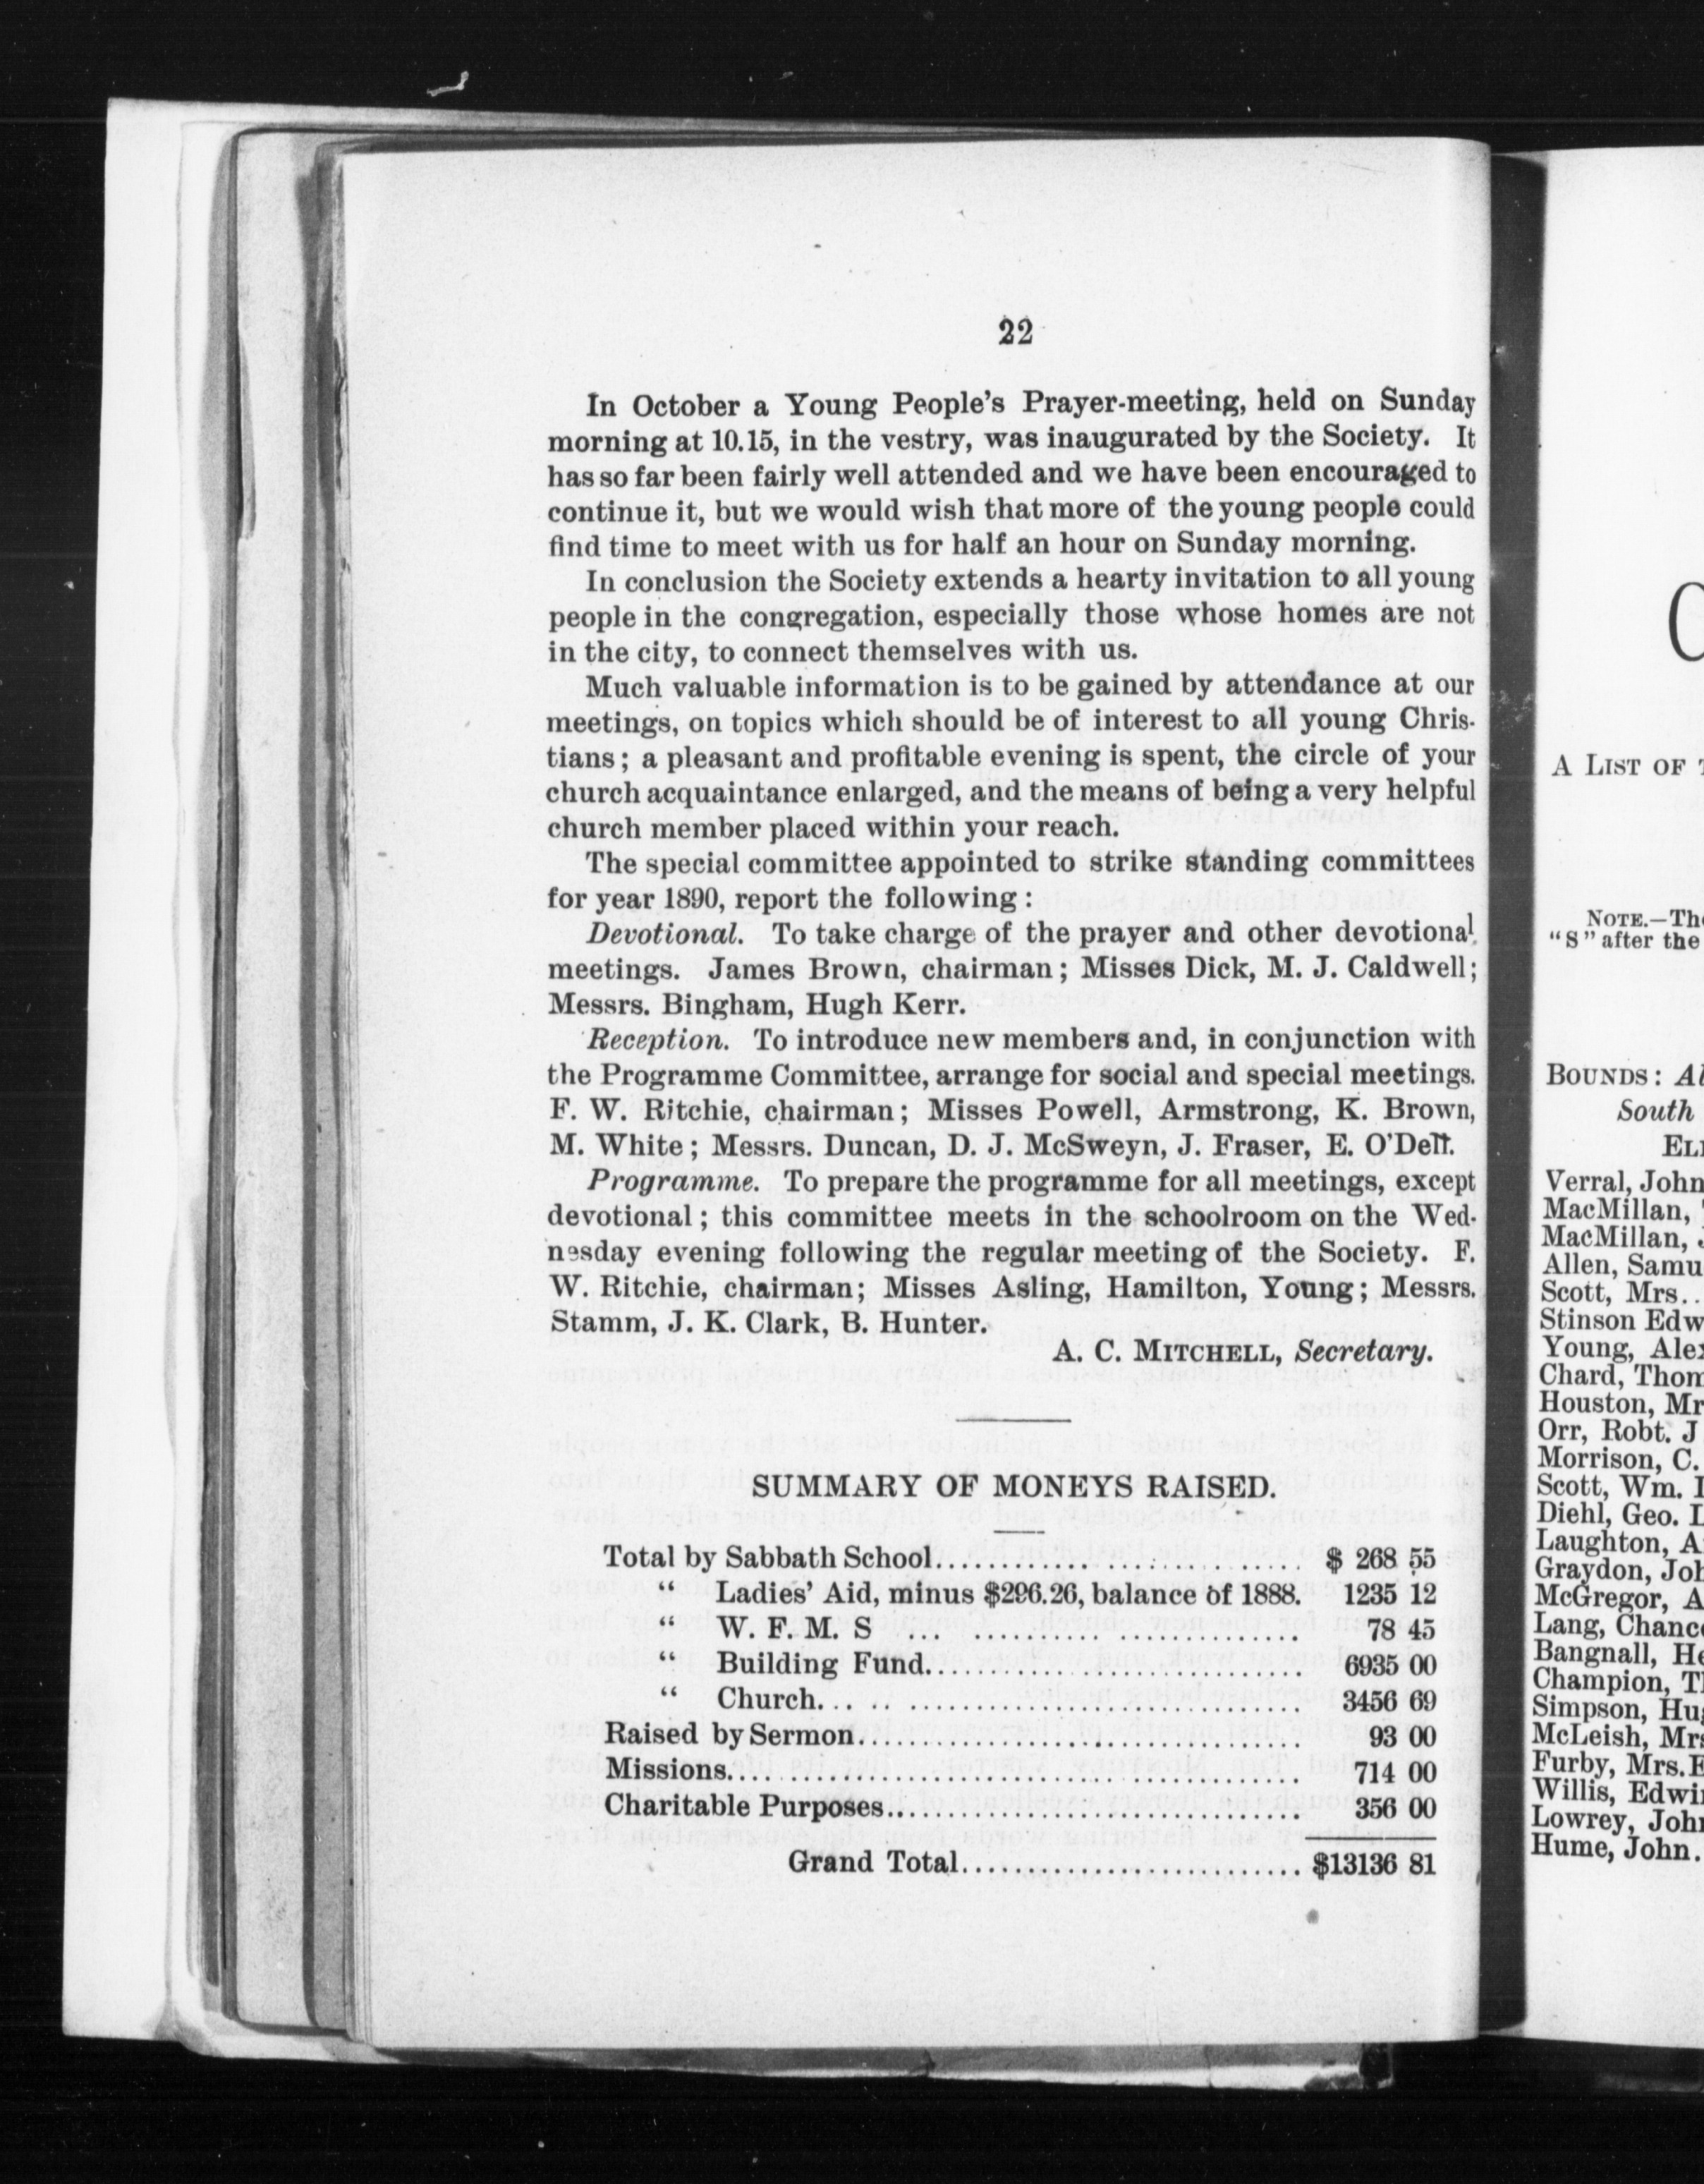 22
In October a Young People's Prayer-meeting, held on Sunday
morning at 10.15, in the vestry, was inaugurated by the Society. It
has so far been fairly well attended and we have been encouraged to
continue it, but we would wish that more of the young people could
find time to meet with us for half an hour on Sunday morning.
In conclusion the Society extends a hearty invitation to all young
people in the congregation, especially those whose homes are not
in the city, to connect themselves with us.
Much valuable information is to be gained by attendance at our
meetings, on topics which should be of interest to all young Chris-
tians; a pleasant and profitable evening is spent, the circle of your
church acquaintance enlarged, and the means of being a very helpful
church member placed within your reach.
The special committee appointed to strike standing committees
for year 1890, report the following:
Devotional. To take charge of the prayer and other devotional
meetings. James Brown, chairman; Misses Dick, M. J. Caldwell;
Messrs. Bingham, Hugh Kerr.
Reception. To introduce new members and, in conjunction with
the Programme Committee, arrange for social and special meetings.
F. W. Ritchie, chairman; Misses Powell, Armstrong, K. Brown,
M. White; Messrs. Duncan, D. J. McSweyn, J. Fraser, E. O'Dell.
Programme. To prepare the programme for all meetings, except
devotional; this committee meets in the schoolroom on the Wed-
nesday evening following the regular meeting of the Society. F.
W. Ritchie, chairman; Misses Asling, Hamilton, Young; Messrs.
Stamm, J. K. Clark, B. Hunter.
A. C. MITCHELL, Secretary.
SUMMARY OF MONEYS RAISED.
Total by Sabbath School.................................. $ 268 55
" Ladies' Aid, minus $296.26, balance of 1888. 1235 12
" W. F. M. S ... .......... .............. 78 45
" Building Fund............................ 6935 00
" Church... .. ........................... 3456 69
Raised by Sermon................................. 93 00
Missions.......................................... 714 00
Charitable Purposes............................... 356 00
Grand Total......................... $13136 81
C
A LIST OF
NOTE.—The
"S" after the
BOUNDS:
South
Verral, John
MacMillan,
MacMillan,
Allen, Samu
Scott, Mrs..
Stinson Edw
Young, Alex
Chard, Thom
Houston, Mr
Orr, Robt. J
Morrison, C.
Scott, Wm.
Diehl, Geo.
Laughton, A
Graydon, Joh
McGregor, A
Lang, Chance
Bangnall, He
Champion, Th
Simpson, Hug
McLeish, Mrs
Furby, Mrs. E
Willis, Edwin
Lowrey, John
Hume, John.